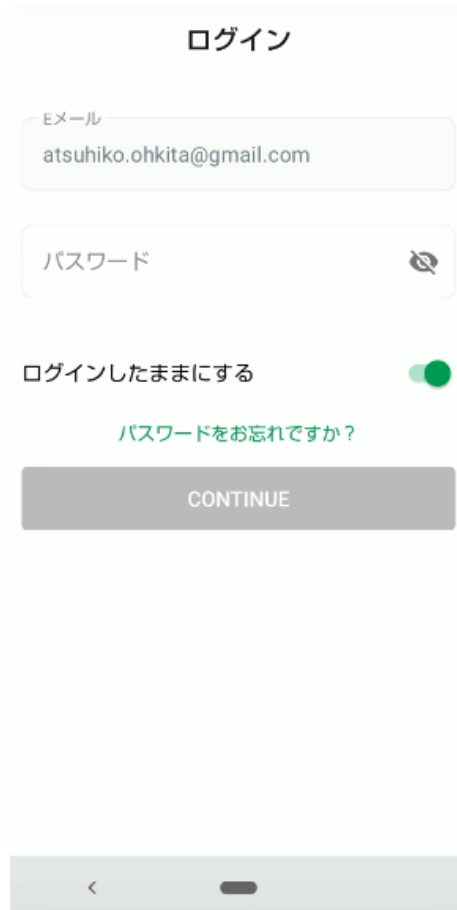 ログイン
Eメール
atsuhiko.ohkita@gmail.com
パスワード
ログインしたままにする
パスワードをお忘れですか？
CONTINUE